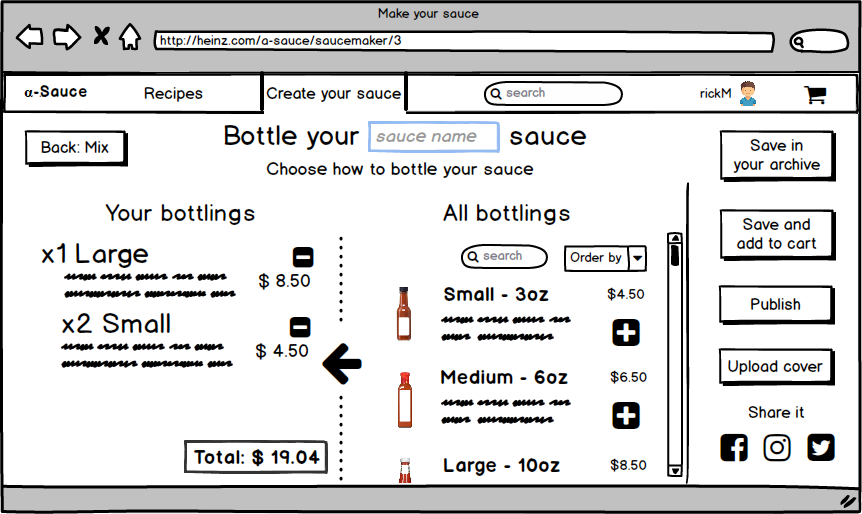 Make your sauce
http://heinz.com/a-sauce/saucemaker/3
α-Sauce
Recipes
Create your sauce
search
rickM
Back: Mix
Bottle your sauce name sauce
Choose how to bottle your sauce
Save in
your archive
Your bottlings
All bottlings
x1 Large
$ 8.50
x2 Small
$ 4.50
Total: $ 19.04
search
Order by
Small - 3oz
$4.50
Medium - 6oz
$6.50
Large - 10oz
$8.50
Save and
add to cart
Publish
Upload cover
Share it